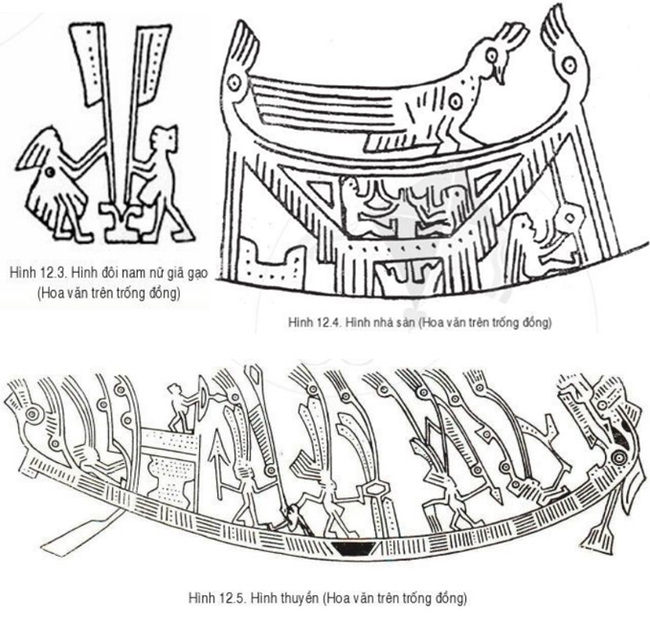 Hình 12.3. Hình đôi nam nữ giã gạo
(Hoa văn trên trống đồng)
Hình 12.4. Hình nhà sàn (Hoa văn trên trống đồng)
Hình 12.5. Hình thuyền (Hoa văn trên trống đồng)